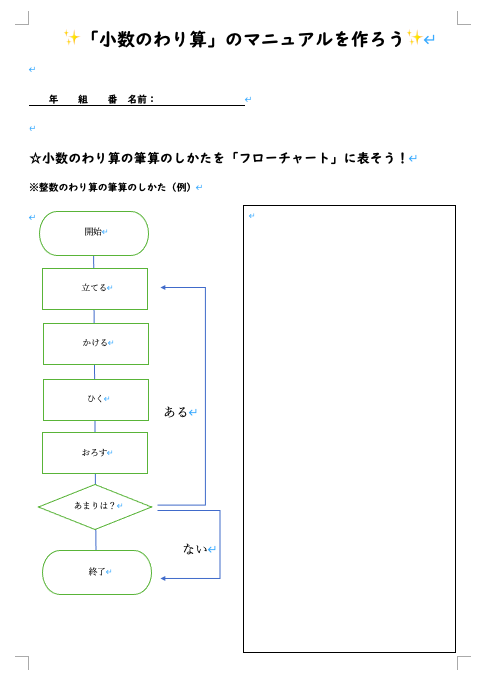 ✨「小数のわり算」のマニュアルを作ろう✨
年　組　番　名前：
☆小数のわり算の筆算のしかたを「フローチャート」に表そう！
※整数のわり算の筆算のしかた（例）
開始
立てる
かける
ひく
ある
おろす
あまりは？
ない
終了